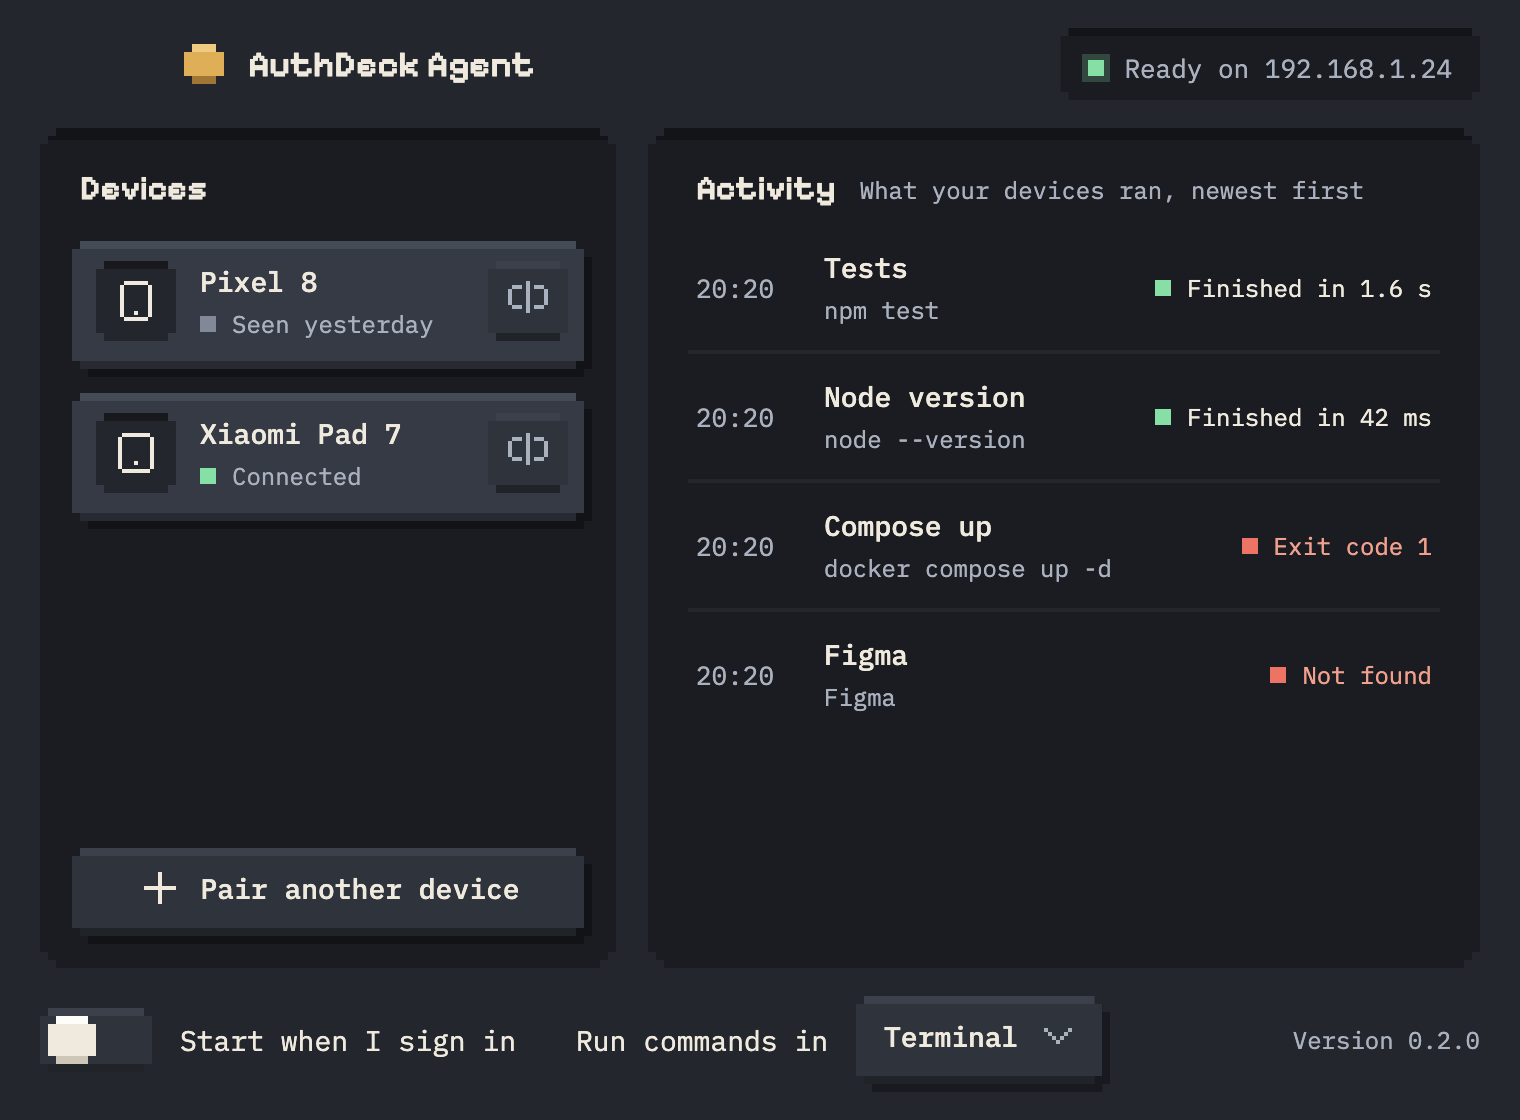 AuthDeck Agent
Ready on 192.168.1.24
Devices
Pixel 8
Seen yesterday
Xiaomi Pad 7
Connected
Pair another device
Activity
What your devices ran, newest first
20:20
Tests
npm test
Finished in 1.6 s
20:20
Node version
node --version
Finished in 42 ms
20:20
Compose up
docker compose up -d
Exit code 1
20:20
Figma
Figma
Not found
Start when I sign in
Run commands in
Terminal
Version 0.2.0